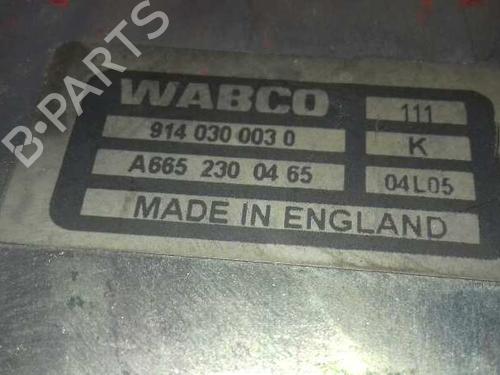 B-PARTS
WABCO
111
914 030 003 0
K
A665 230 04 65
04L05
MADE IN ENGLAND